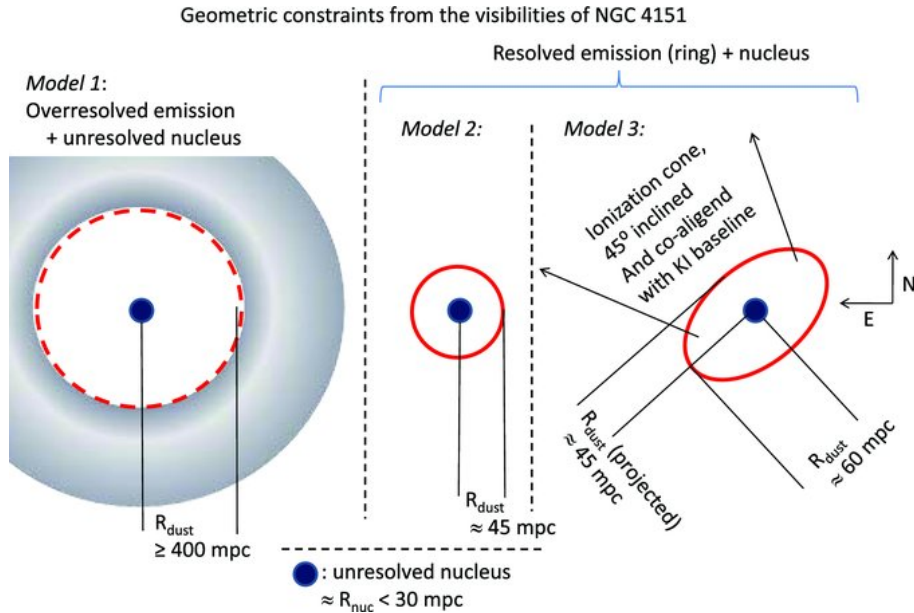 Geometric constraints from the visibilities of NGC 4151
Resolved emission (ring) + nucleus
Model 1:
Overresolved emission
+ unresolved nucleus
Model 2:
Model 3:
Ionization cone,
45º inclined
And co-aligend
with KI baseline
N
E
R_dust
≥ 400 mpc
R_dust
≈ 45 mpc
R_dust (projected)
≈ 45 mpc
R_dust
≈ 60 mpc
: unresolved nucleus
≈ R_nuc < 30 mpc